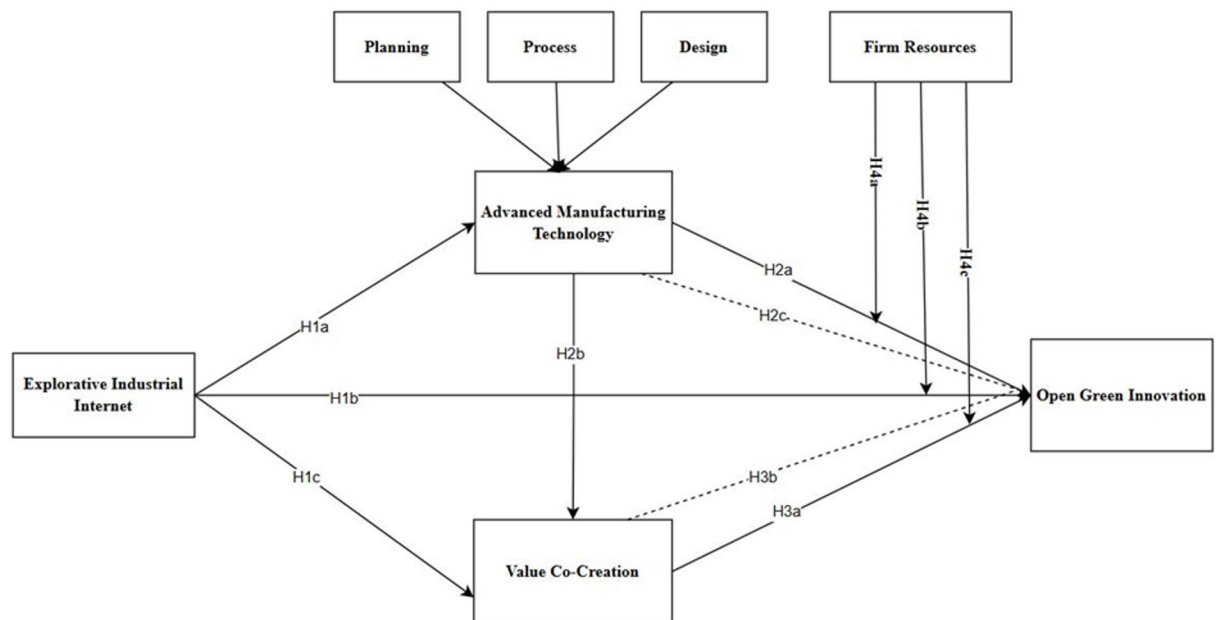 Planning
Process
Design
Firm Resources
H4a
H4b
H4c
Advanced Manufacturing
Technology
H2a
H2c
H1a
H2b
Explorative Industrial
Internet
H1b
Open Green Innovation
H1c
H3b
H3a
Value Co-Creation